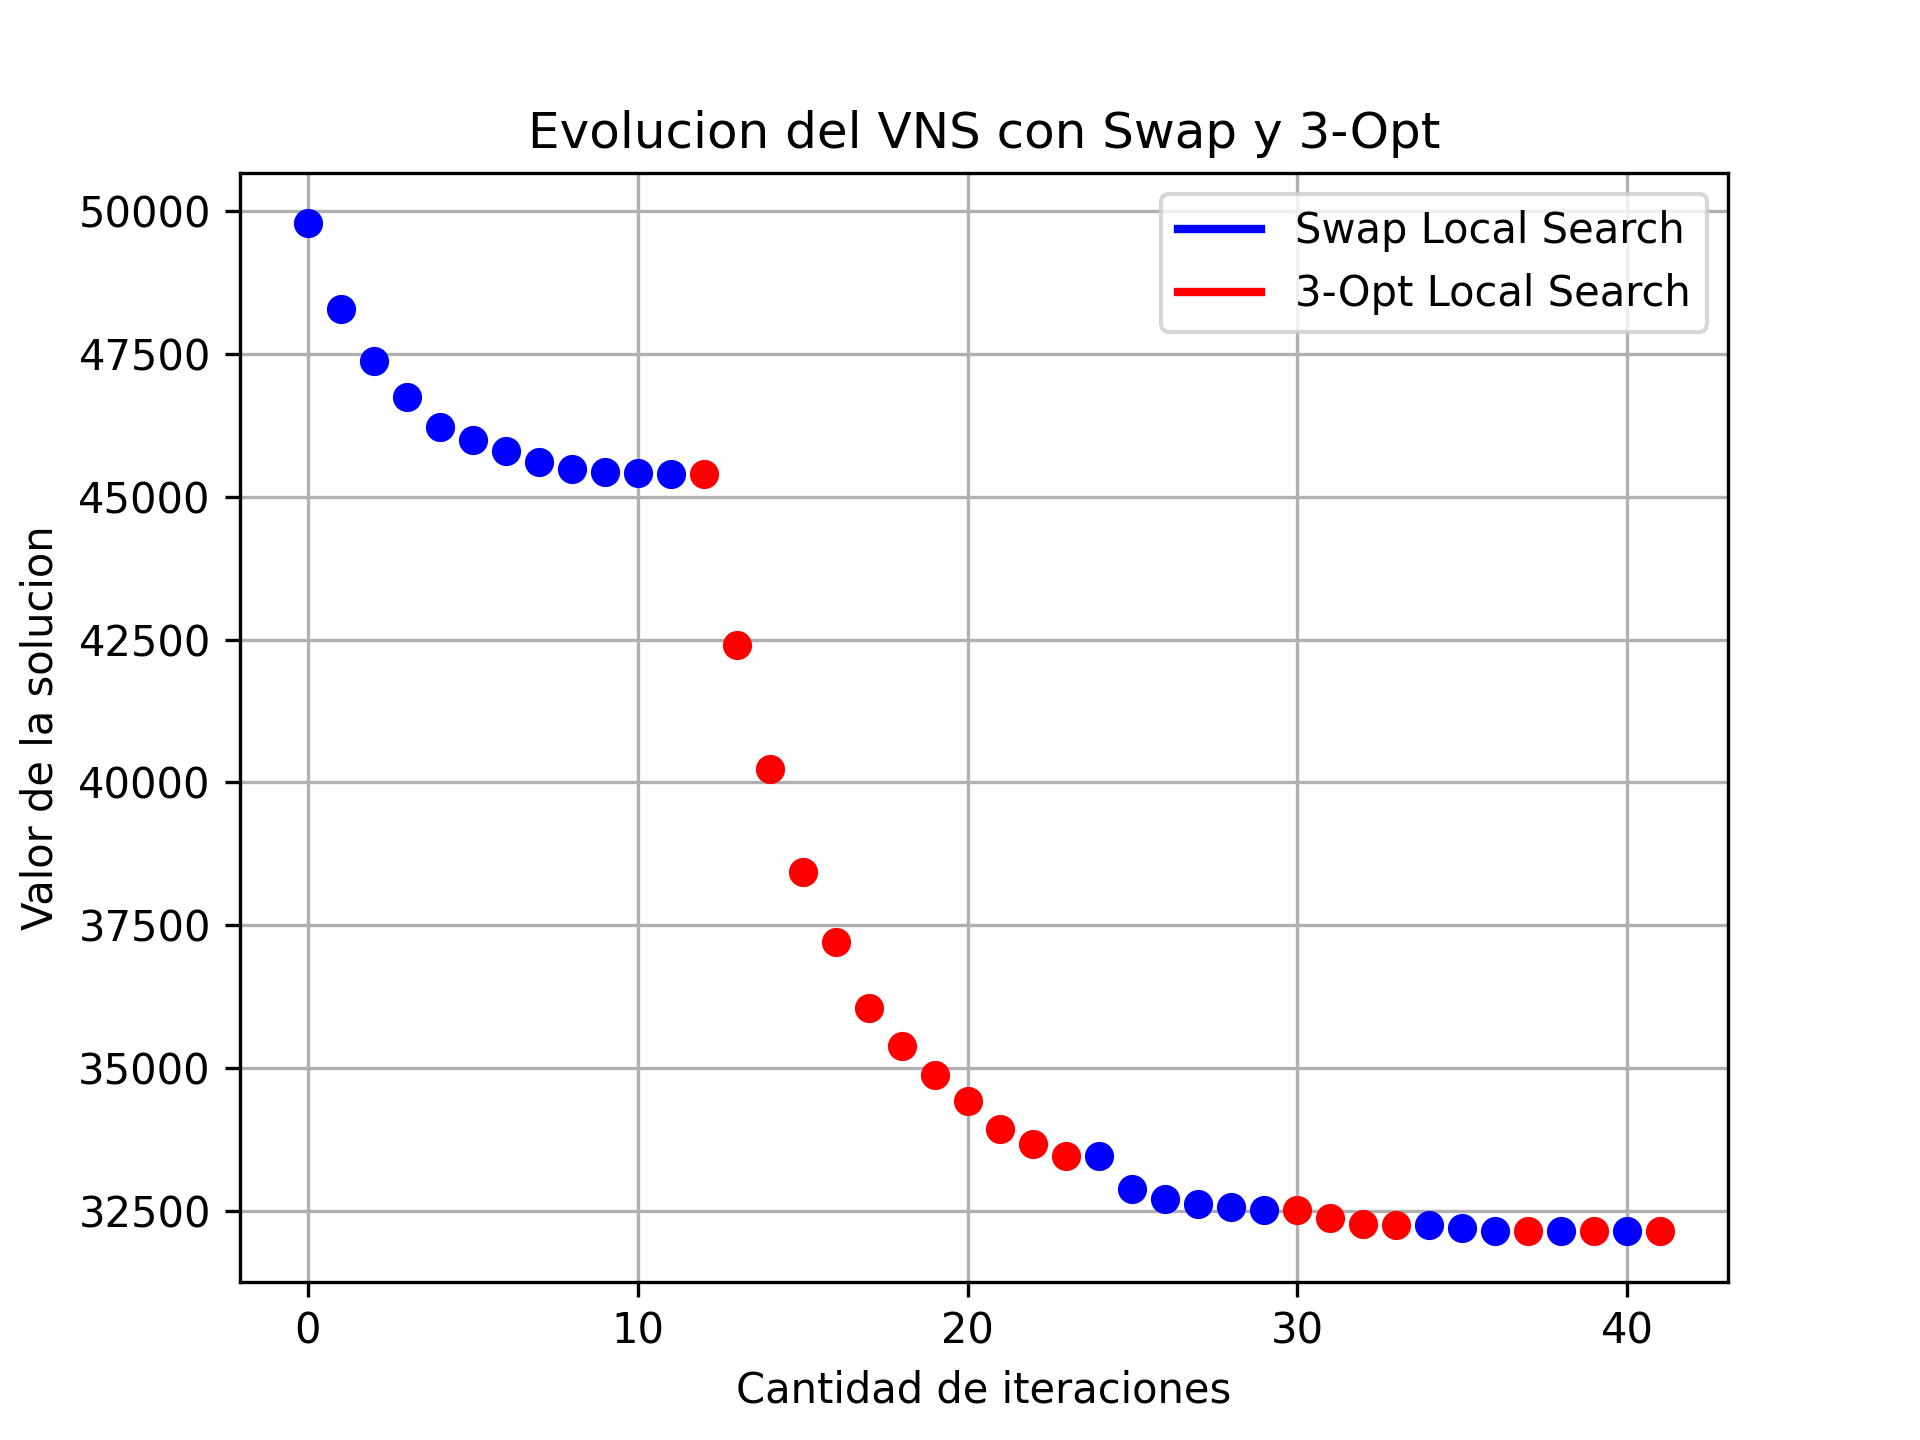 Evolucion del VNS con Swap y 3-Opt
Swap Local Search
3-Opt Local Search
50000
47500
45000
42500
40000
37500
35000
32500
Valor de la solucion
0 10 20 30 40
Cantidad de iteraciones